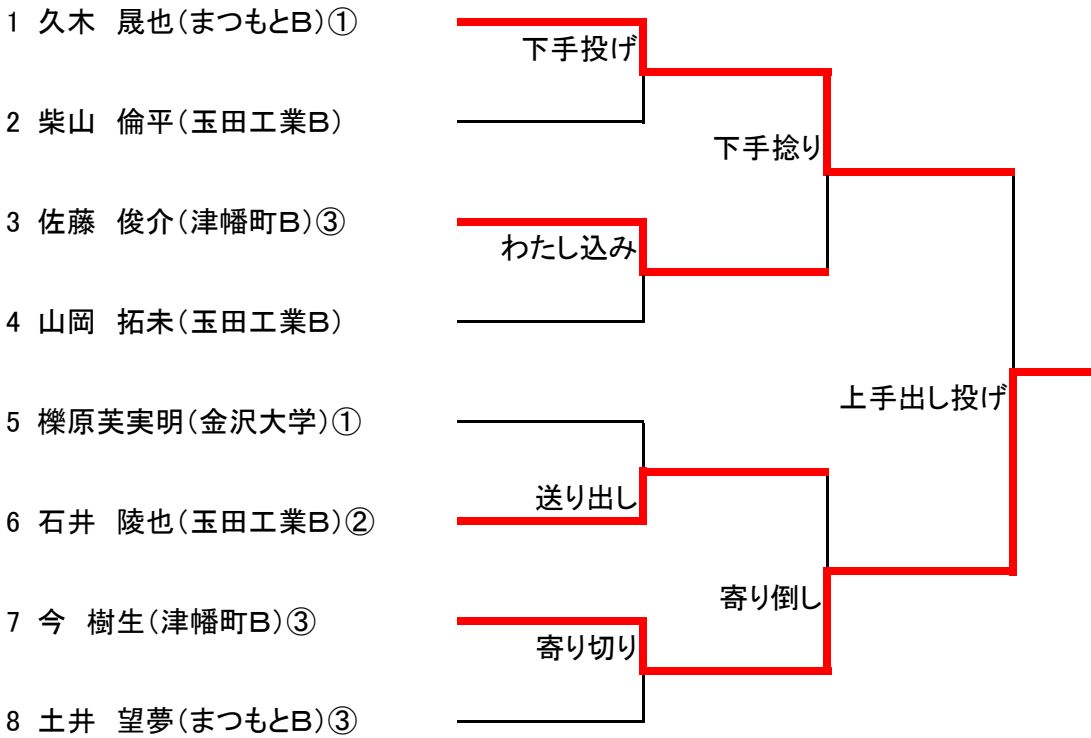 1 久木　晟也(まつもとB)①
下手投げ
2 柴山　倫平(玉田工業B)
下手捻り
3 佐藤　俊介(津幡町B)③
わたし込み
4 山岡　拓未(玉田工業B)
上手出し投げ
5 櫟原芙実明(金沢大学)①
送り出し
6 石井　陵也(玉田工業B)②
寄り倒し
7 今　樹生(津幡町B)③
寄り切り
8 土井　望夢(まつもとB)③